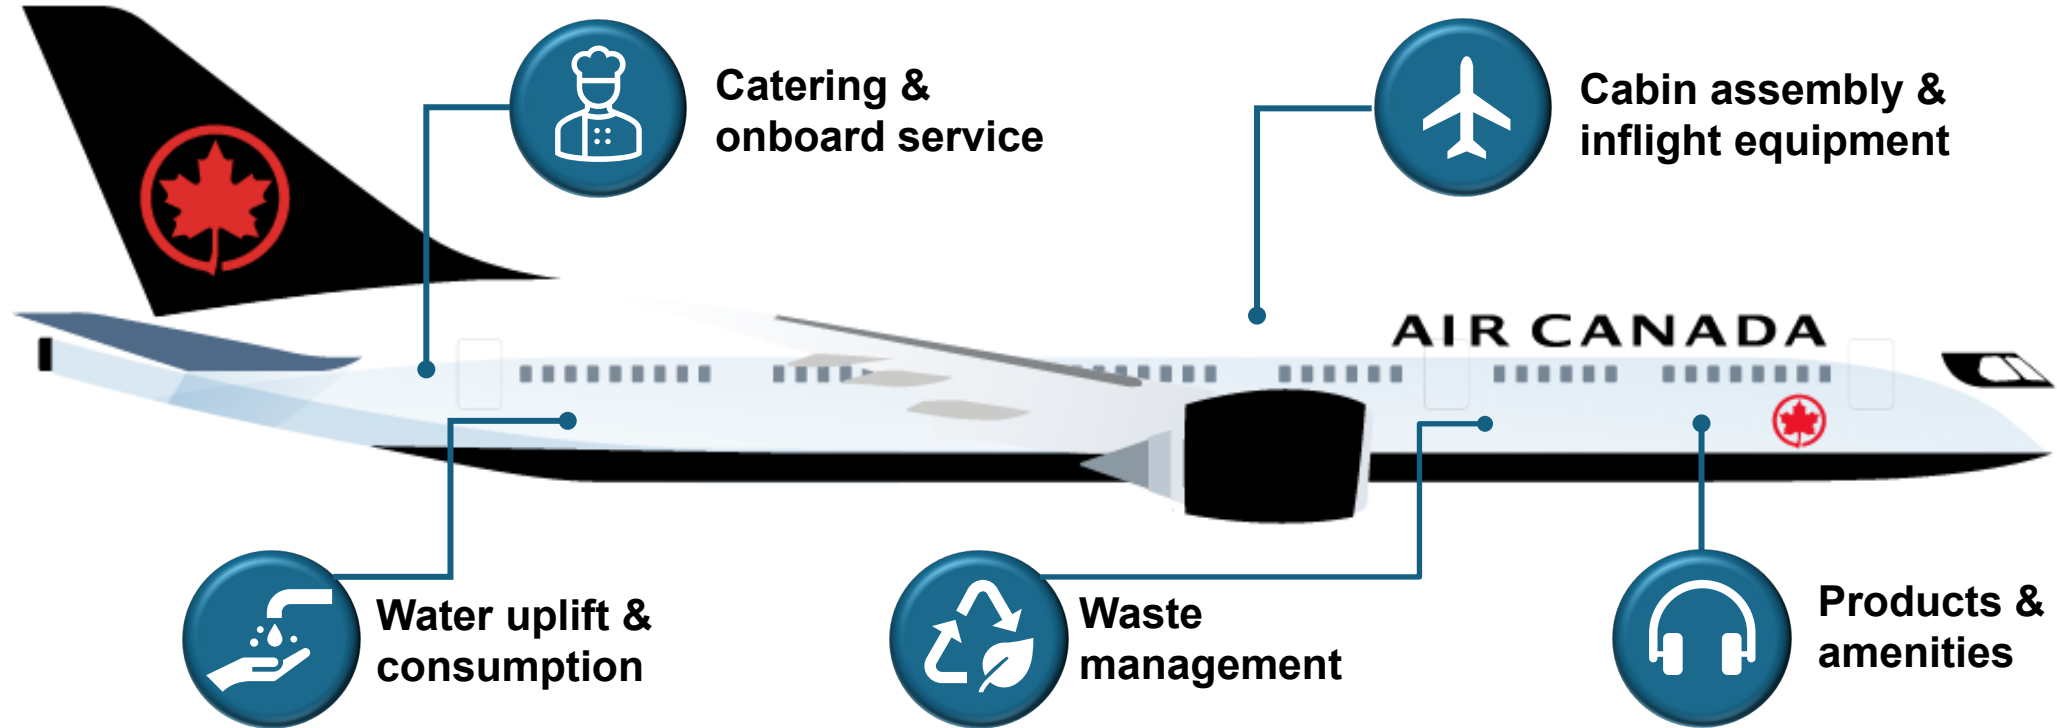 Catering &
onboard service
Cabin assembly &
inflight equipment
AIR CANADA
Water uplift &
consumption
Waste
management
Products &
amenities